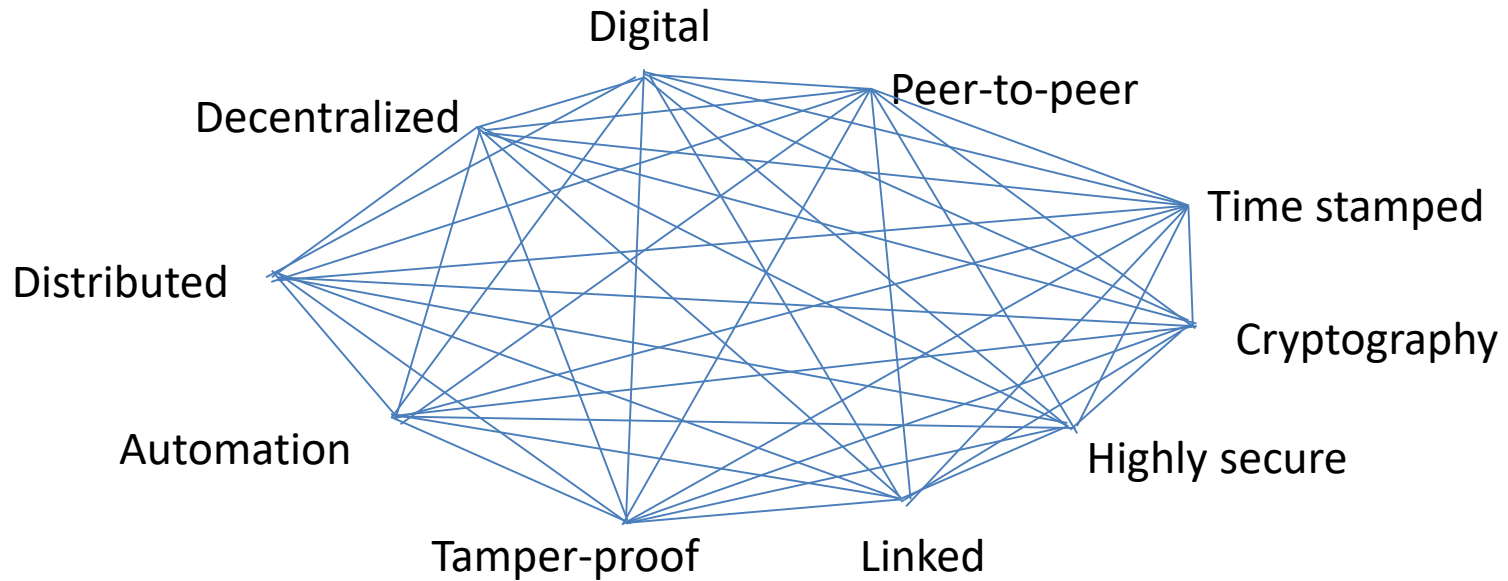 Digital
Peer-to-peer
Decentralized
Time stamped
Distributed
Cryptography
Automation
Highly secure
Tamper-proof
Linked